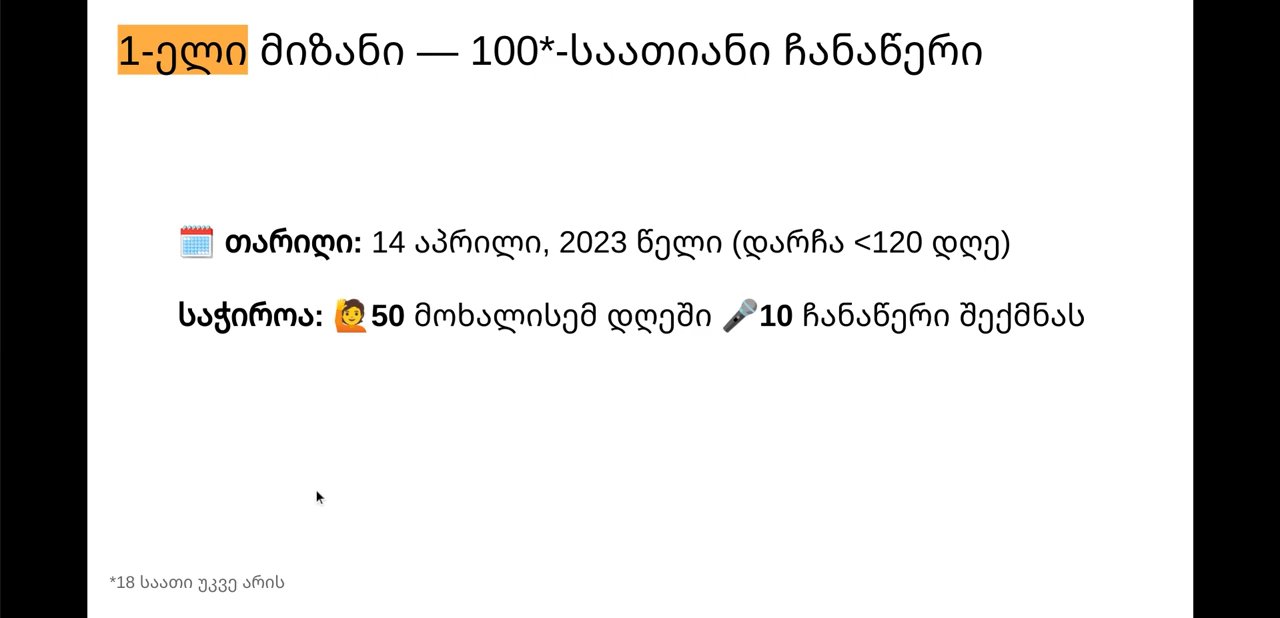 1-ელი მიზანი — 100*-საათიანი ჩანაწერი
🗓️ თარიღი: 14 აპრილი, 2023 წელი (დარჩა <120 დღე)
საჭიროა: 🙋50 მოხალისემ დღეში 🎤10 ჩანაწერი შექმნას
*18 საათი უკვე არის